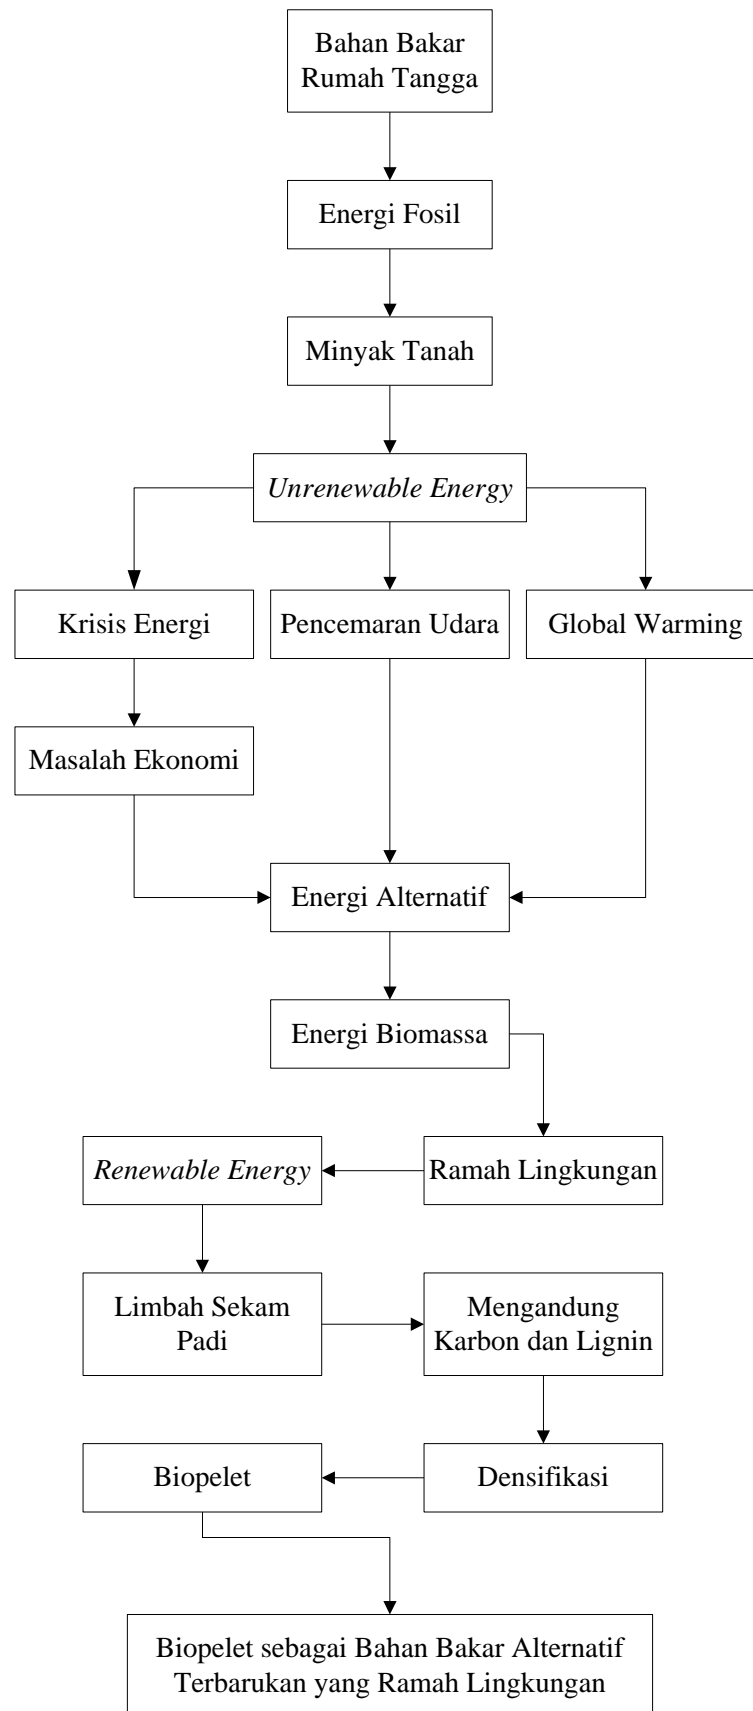 Bahan Bakar
Rumah Tangga
Energi Fosil
Minyak Tanah
Unrenewable Energy
Krisis Energi
Pencemaran Udara
Global Warming
Masalah Ekonomi
Energi Alternatif
Energi Biomassa
Renewable Energy
Ramah Lingkungan
Limbah Sekam
Padi
Mengandung
Karbon dan Lignin
Biopelet
Densifikasi
Biopelet sebagai Bahan Bakar Alternatif
Terbarukan yang Ramah Lingkungan